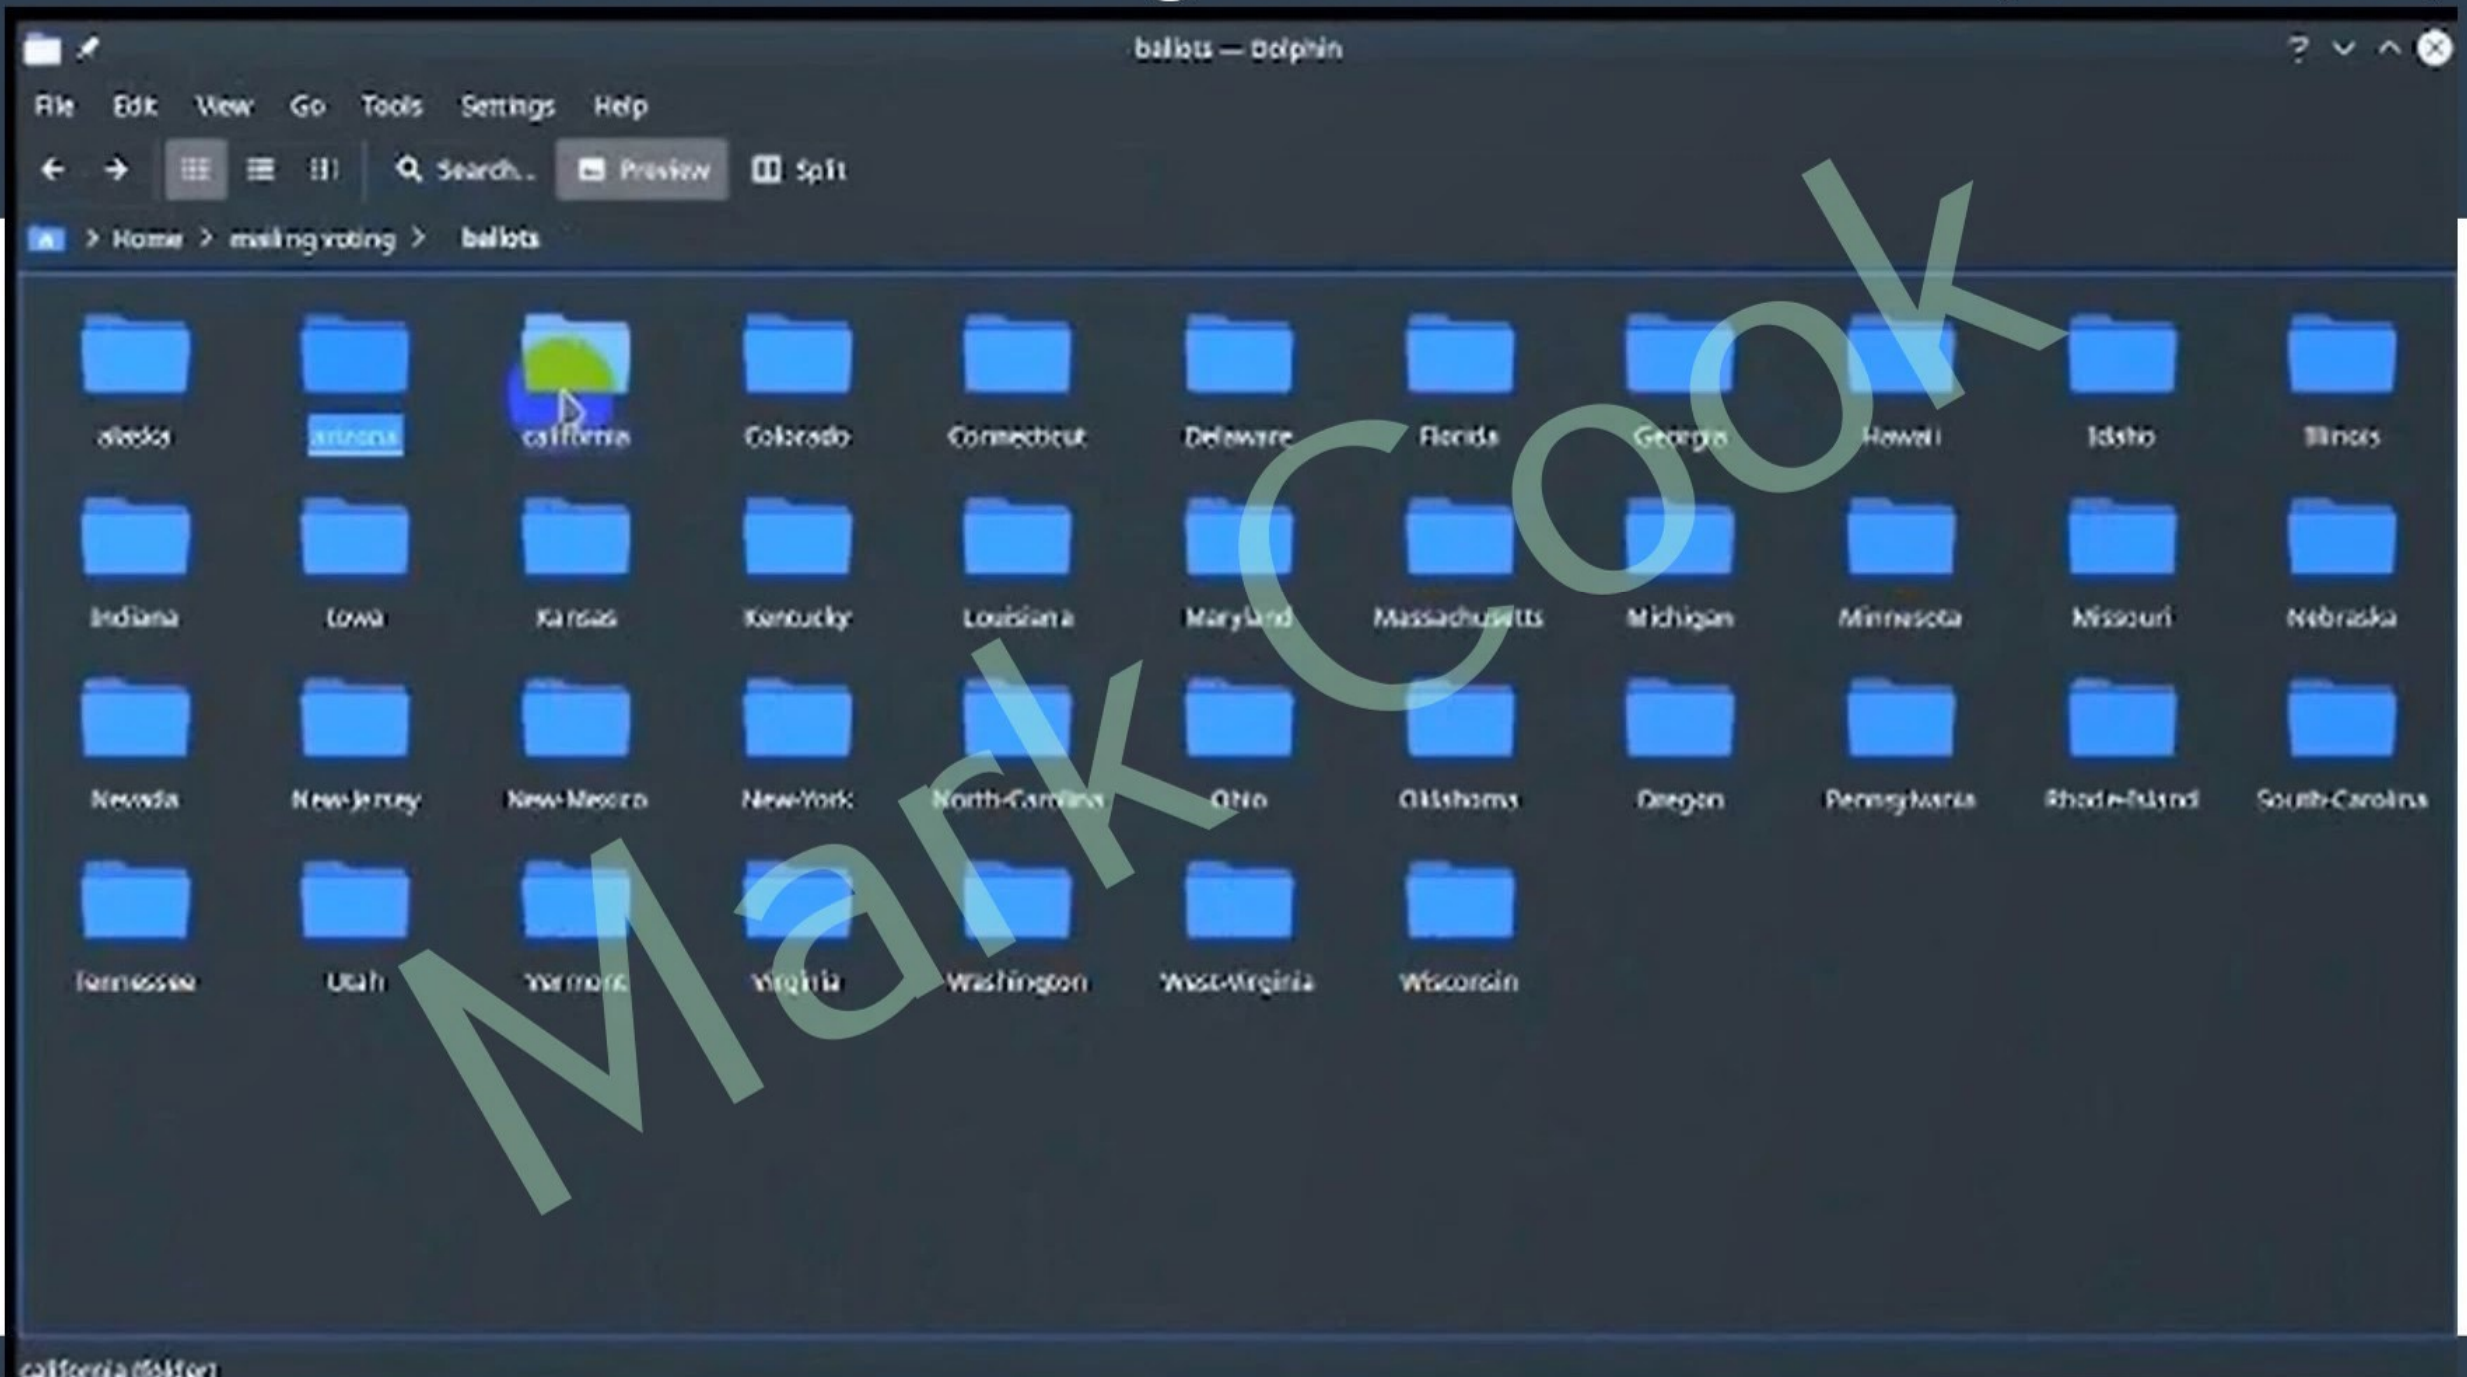 ballots — Dolphin
File Edit View Go Tools Settings Help
Search... Preview Split
> Home > mailing voting > ballots
alaska arizona california Colorado Connecticut Delaware Florida Georgia Hawaii Idaho Illinois
Indiana Iowa Kansas Kentucky Louisiana Maryland Massachusetts Michigan Minnesota Missouri Nebraska
Nevada New-Jersey New-Mexico New-York North-Carolina Ohio Oklahoma Oregon Pennsylvania Rhode-Island South-Carolina
Tennessee Utah Vermont Virginia Washington West-Virginia Wisconsin
Mark Cook
california (folder)